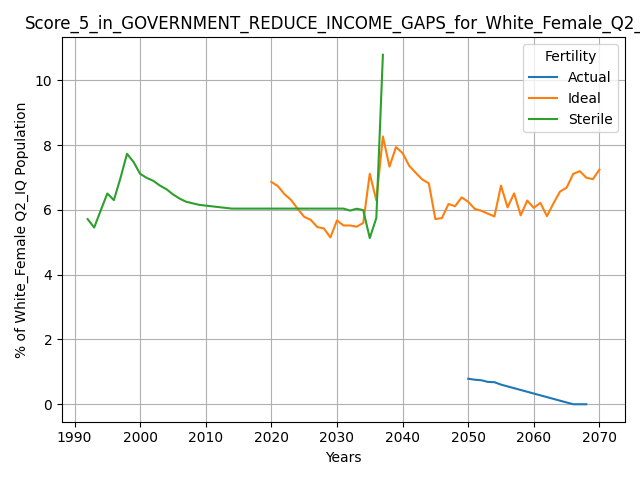 Score_5_in_GOVERNMENT_REDUCE_INCOME_GAPS_for_White_Female_Q2_
Fertility
Actual
Ideal
Sterile
% of White_Female Q2_IQ Population
10
8
6
4
2
0
1990 2000 2010 2020 2030 2040 2050 2060 2070
Years